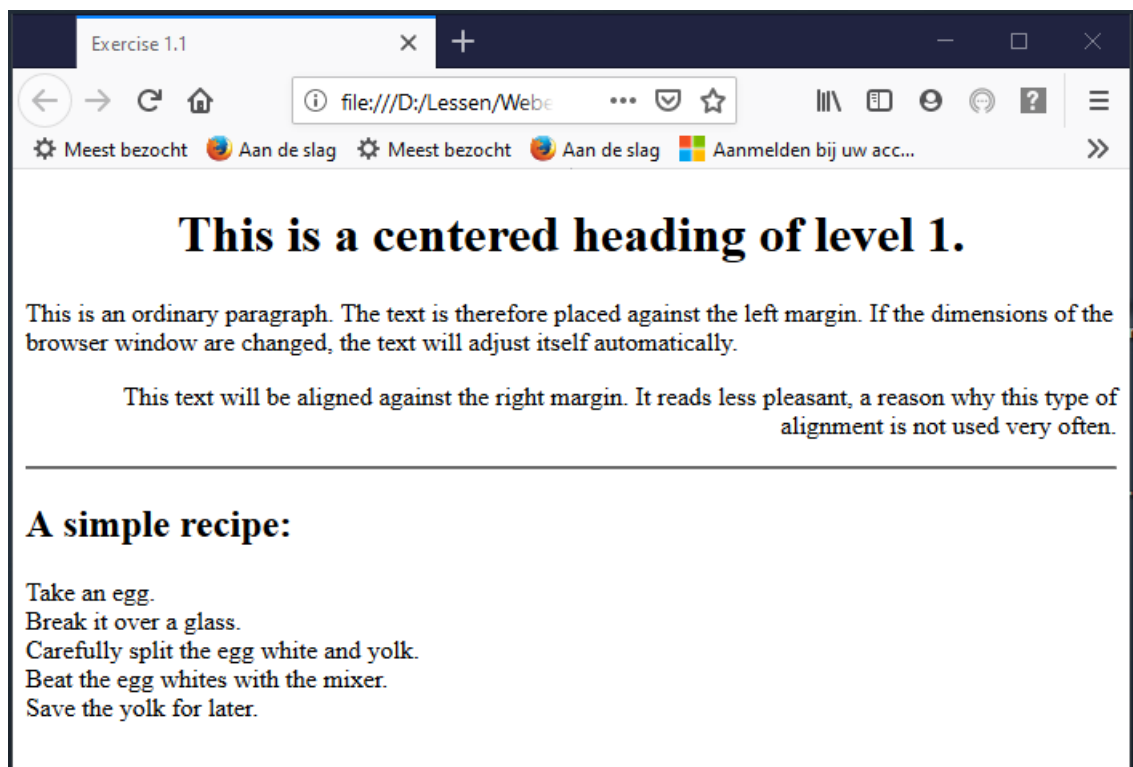 Exercise 1.1
file:///D:/Lessen/Webe
Meest bezocht Aan de slag Meest bezocht Aan de slag Aanmelden bij uw acc...
This is a centered heading of level 1.
This is an ordinary paragraph. The text is therefore placed against the left margin. If the dimensions of the
browser window are changed, the text will adjust itself automatically.
This text will be aligned against the right margin. It reads less pleasant, a reason why this type of
alignment is not used very often.
A simple recipe:
Take an egg.
Break it over a glass.
Carefully split the egg white and yolk.
Beat the egg whites with the mixer.
Save the yolk for later.